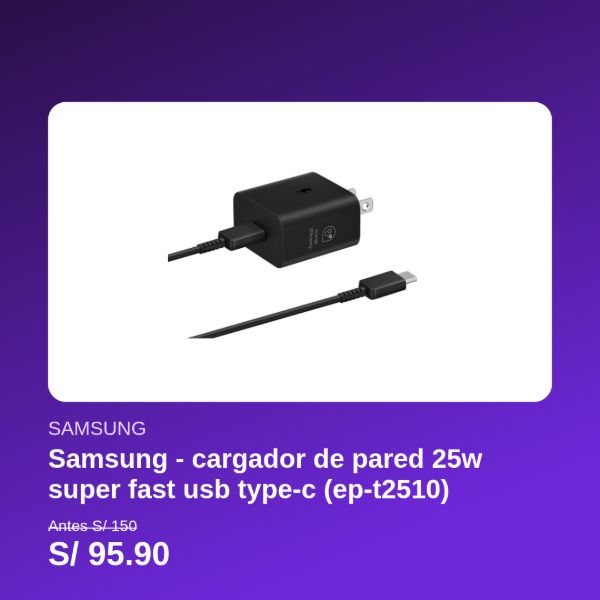 SAMSUNG
Samsung - cargador de pared 25w
super fast usb type-c (ep-t2510)
Antes S/ 150
S/ 95.90